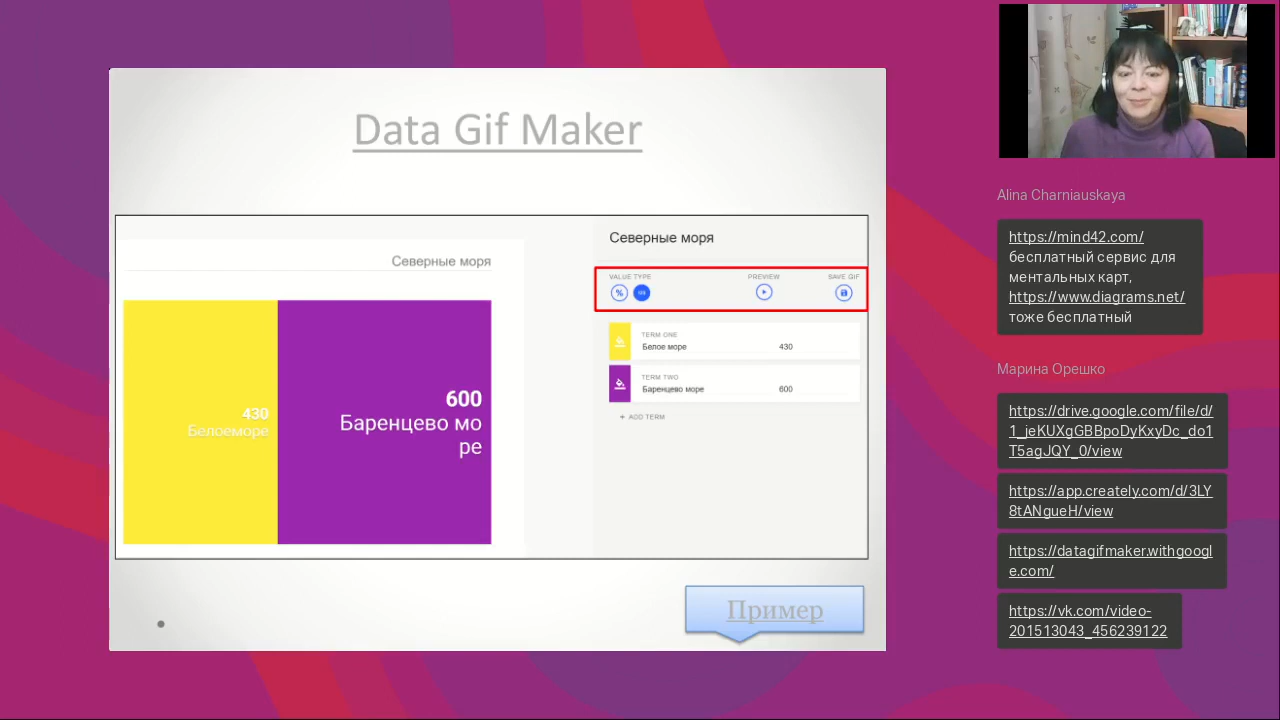 Data Gif Maker
Северные моря
430
Белоеморе
600
Баренцево мо
ре
Северные моря
VALUE TYPE
PREVIEW
SAVE GIF
%
123
TERM ONE
Белое море
430
TERM TWO
Баренцево море
600
+ ADD TERM
Пример
Alina Charniauskaya
https://mind42.com/
бесплатный сервис для
ментальных карт,
https://www.diagrams.net/
тоже бесплатный
Марина Орешко
https://drive.google.com/file/d/
1_jeKUXgGBBpoDyKxyDc_do1
T5agJQY_0/view
https://app.creately.com/d/3LY
8tANgueH/view
https://datagifmaker.withgoogl
e.com/
https://vk.com/video-
201513043_456239122